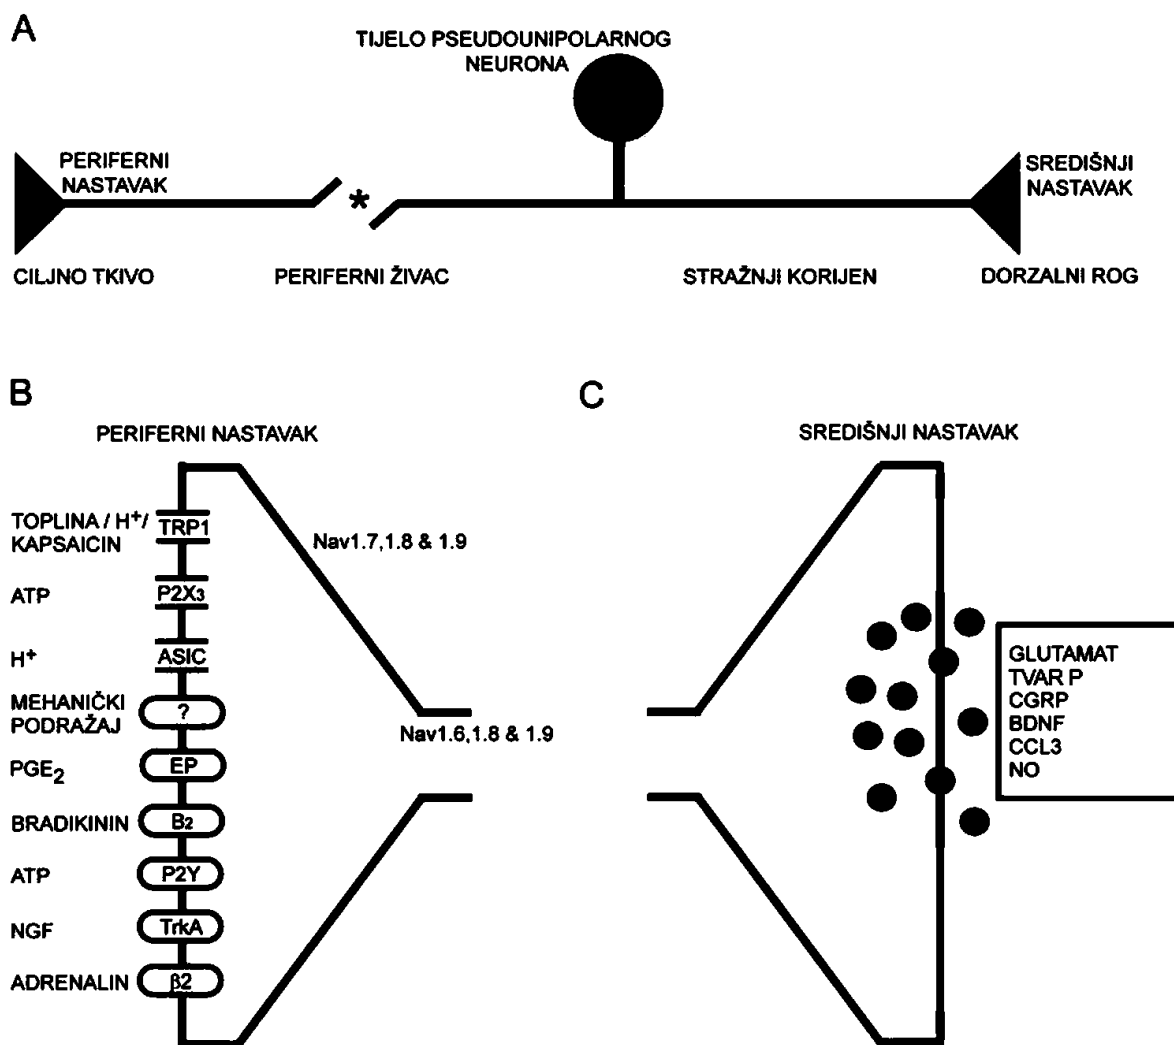 A
TIJELO PSEUDOUNIPOLARNOG
NEURONA
PERIFERNI
NASTAVAK
*
SREDIŠNJI
NASTAVAK
CILJNO TKIVO
PERIFERNI ŽIVAC
STRAŽNJI KORIJEN
DORZALNI ROG
B
PERIFERNI NASTAVAK
TOPLINA / H⁺/
KAPSAICIN
TRP1
Nav1.7,1.8 & 1.9
ATP
P2X₃
H⁺
ASIC
MEHANIČKI
PODRAŽAJ
?
Nav1.6,1.8 & 1.9
PGE₂
EP
BRADIKININ
B₂
ATP
P2Y
NGF
TrkA
ADRENALIN
β2
C
SREDIŠNJI NASTAVAK
GLUTAMAT
TVAR P
CGRP
BDNF
CCL3
NO